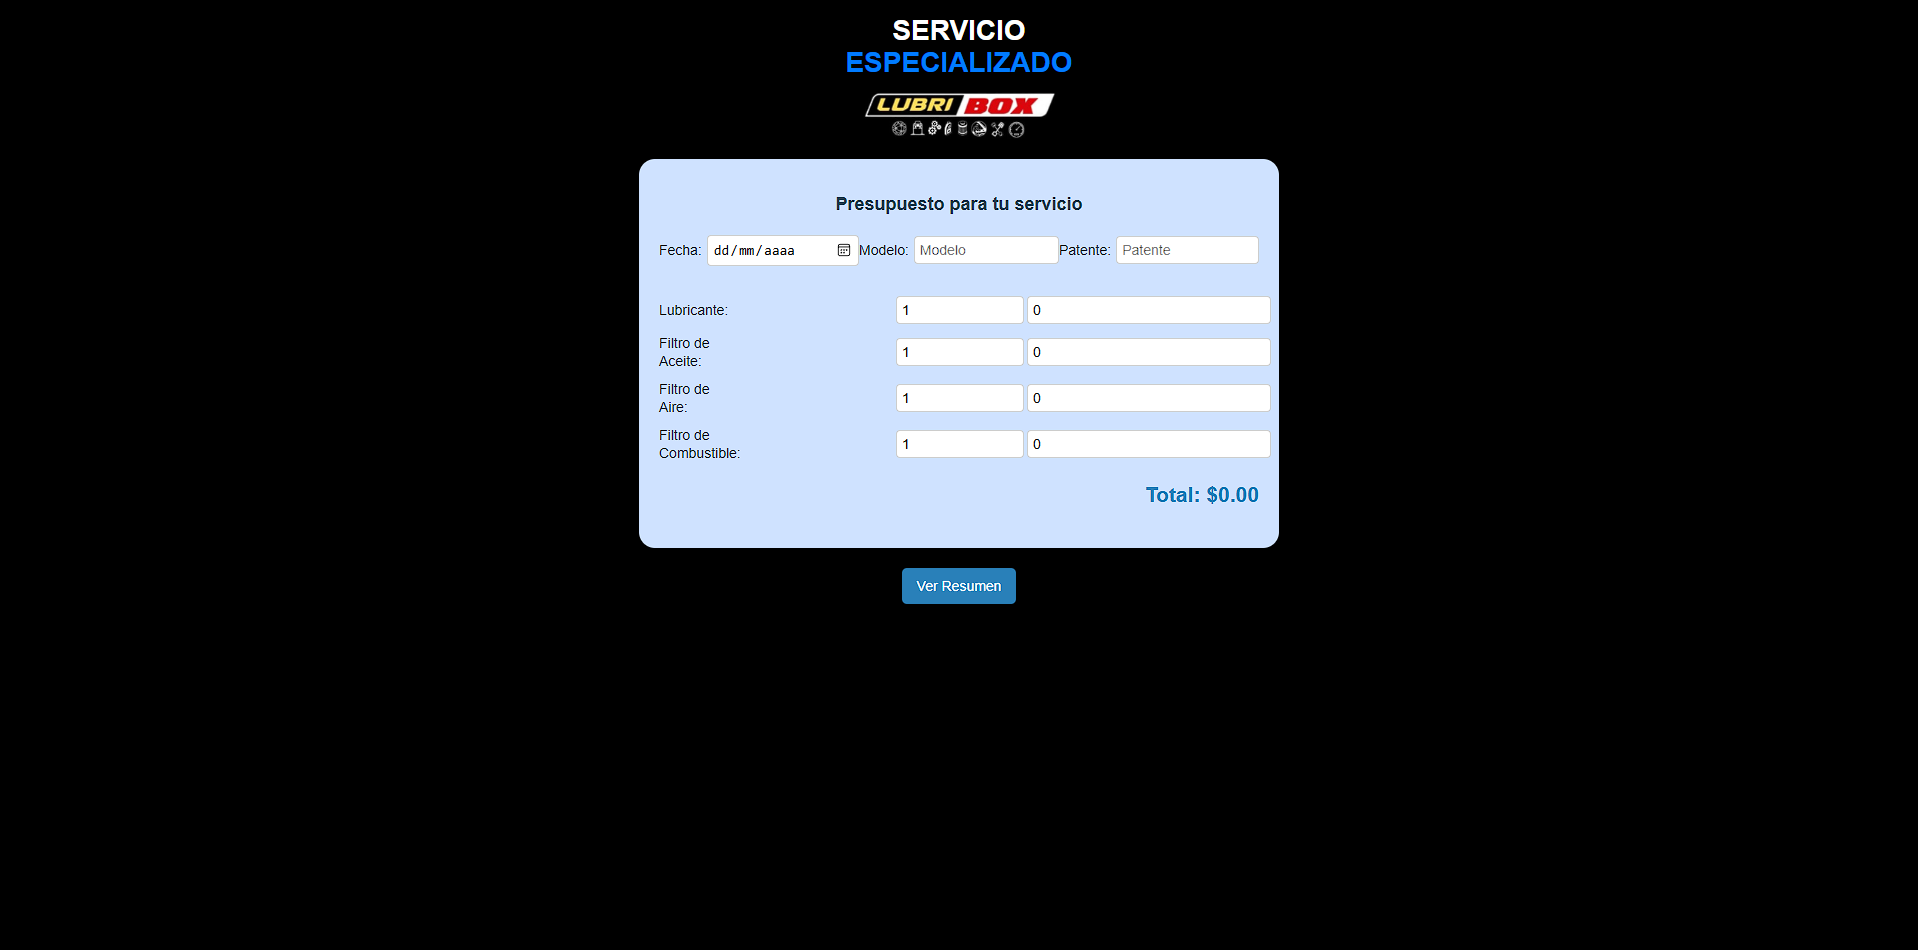 SERVICIO
ESPECIALIZADO
LUBRI BOX
Presupuesto para tu servicio
Fecha: dd/mm/aaaa Modelo: Modelo Patente: Patente
Lubricante: 1 0
Filtro de
Aceite: 1 0
Filtro de
Aire: 1 0
Filtro de
Combustible: 1 0
Total: $0.00
Ver Resumen